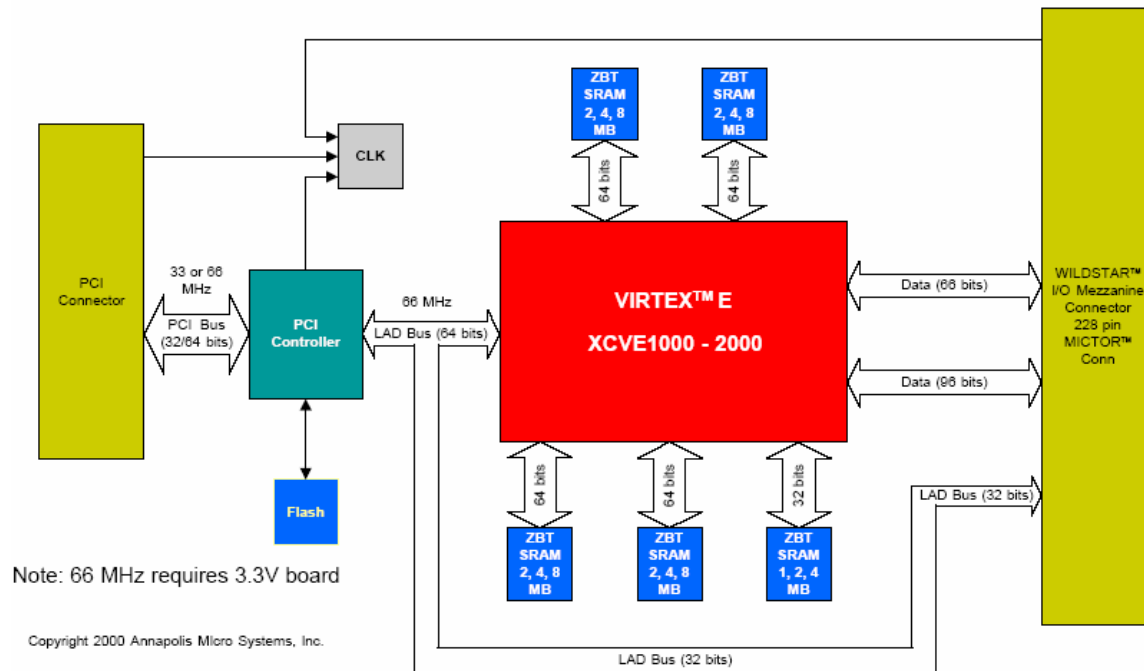 ZBT
SRAM
2, 4, 8
MB
ZBT
SRAM
2, 4, 8
MB
CLK
64 bits
64 bits
PCI
Connector
33 or 66
MHz
PCI Bus
(32/64 bits)
PCI
Controller
66 MHz
LAD Bus (64 bits)
VIRTEX™ E
XCVE1000 - 2000
Data (66 bits)
Data (96 bits)
WILDSTAR™
I/O Mezzanine
Connector
228 pin
MICTOR™
Conn
64 bits
64 bits
32 bits
LAD Bus (32 bits)
Flash
ZBT
SRAM
2, 4, 8
MB
ZBT
SRAM
2, 4, 8
MB
ZBT
SRAM
1, 2, 4
MB
Note: 66 MHz requires 3.3V board
Copyright 2000 Annapolis Micro Systems, Inc.
LAD Bus (32 bits)